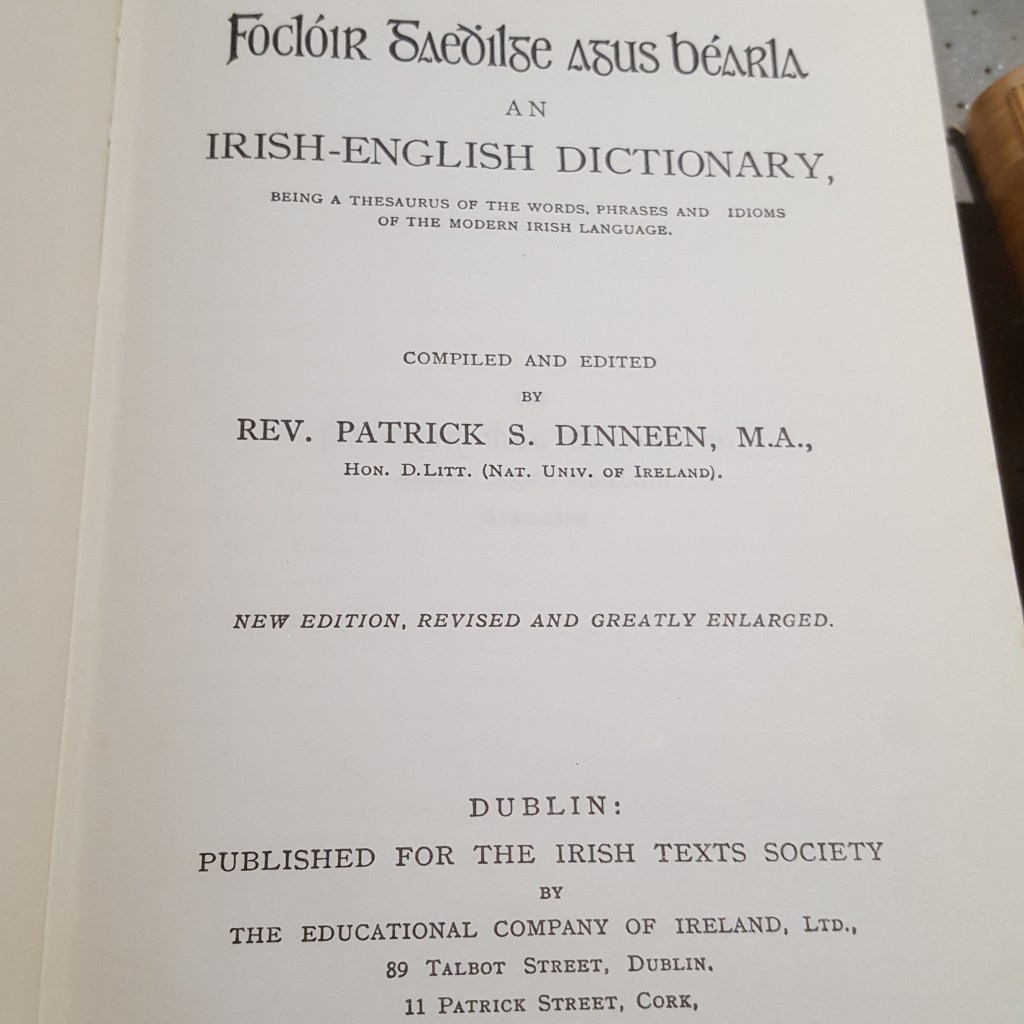 Foclóir Gaeḋilge agus béarla
AN
IRISH-ENGLISH DICTIONARY,
BEING A THESAURUS OF THE WORDS, PHRASES AND IDIOMS
OF THE MODERN IRISH LANGUAGE.
COMPILED AND EDITED
BY
REV. PATRICK S. DINNEEN, M.A.,
HON. D.LITT. (NAT. UNIV. OF IRELAND).
NEW EDITION, REVISED AND GREATLY ENLARGED.
DUBLIN:
PUBLISHED FOR THE IRISH TEXTS SOCIETY
BY
THE EDUCATIONAL COMPANY OF IRELAND, LTD.,
89 TALBOT STREET, DUBLIN.
11 PATRICK STREET, CORK,